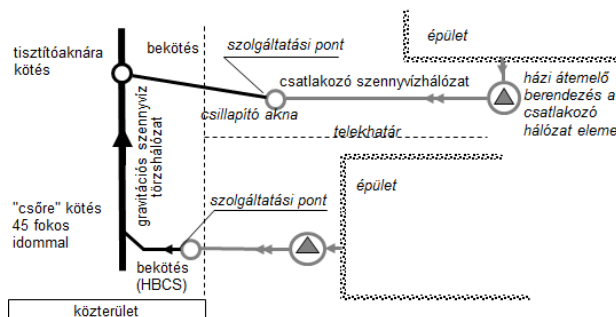 tisztítóaknára
kötés
bekötés
szolgáltatási pont
épület
csatlakozó szennyvízhálózat
csillapító akna
házi átemelő
berendezés a
csatlakozó
hálózat eleme
telekhatár
gravitációs szennyvíz
törzshálózat
"csőre" kötés
45 fokos
idommal
szolgáltatási pont
épület
bekötés
(HBCS)
közterület